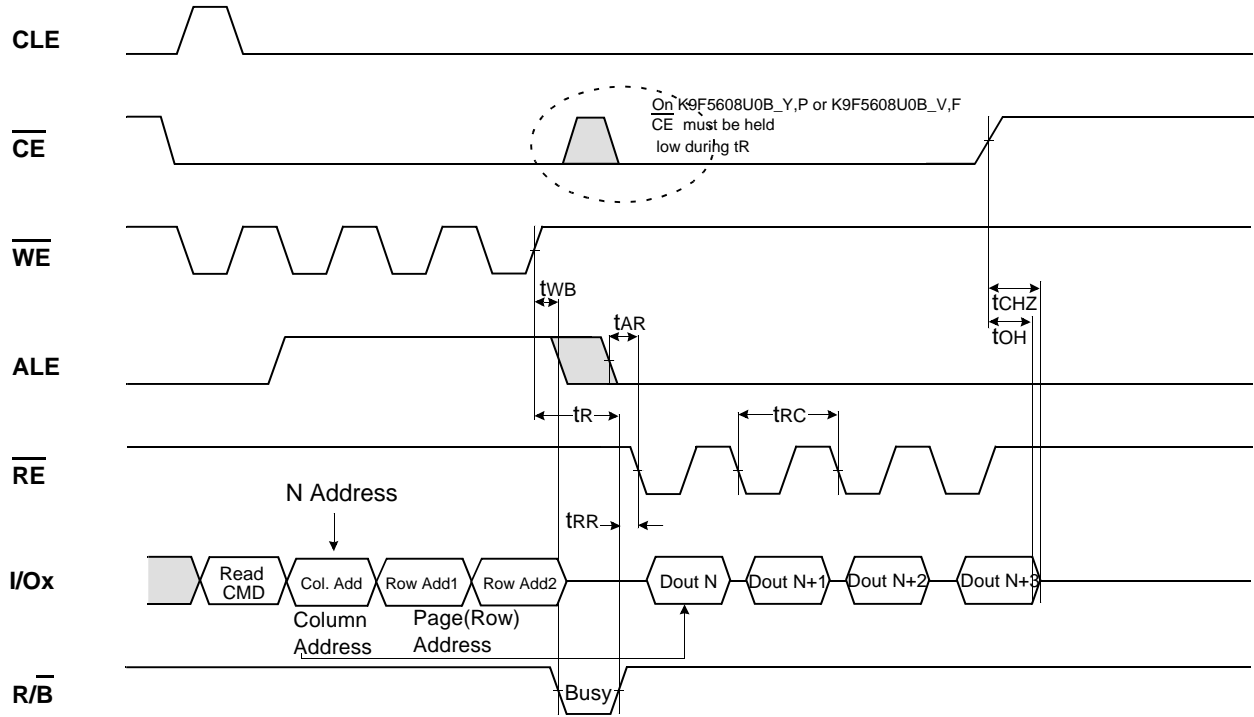 CLE
On K9F5608U0B_Y,P or K9F5608U0B_V,F
CE must be held
low during tR
CE
WE
tWB
tCHZ
tAR
tOH
ALE
tR
tRC
RE
N Address
tRR
I/Ox
Read
CMD
Col. Add
Row Add1
Row Add2
Dout N
Dout N+1
Dout N+2
Dout N+3
Column
Address
Page(Row)
Address
R/B
Busy